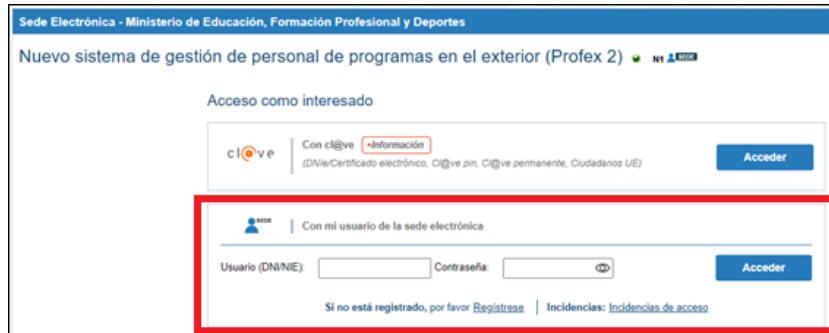 Sede Electrónica - Ministerio de Educación, Formación Profesional y Deportes
Nuevo sistema de gestión de personal de programas en el exterior (Profex 2) N1 SEDE
Acceso como interesado
cl@ve Con cl@ve +Información
(DNIe/Certificado electrónico, Cl@ve pin, Cl@ve permanente, Ciudadanos UE) Acceder
SEDE Con mi usuario de la sede electrónica
Usuario (DNI/NIE): Contraseña: Acceder
Si no está registrado, por favor Regístrese Incidencias: Incidencias de acceso